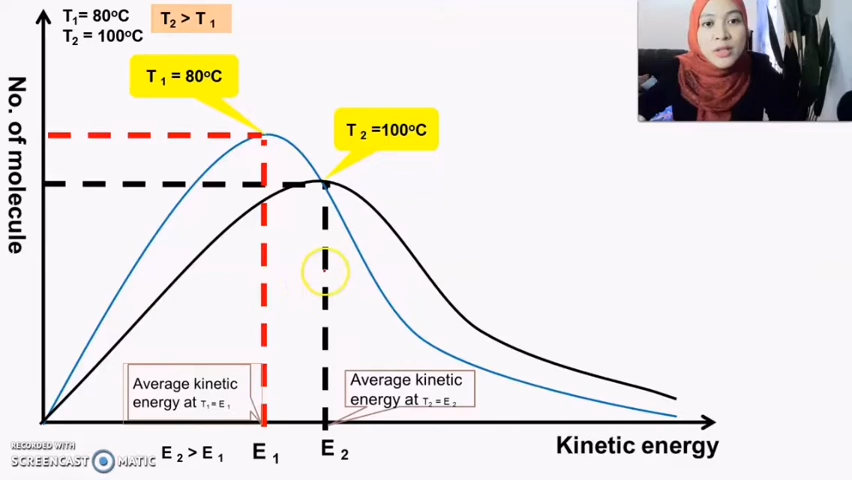 T1= 80oC
T2 = 100oC
T2 > T1
T 1 = 80oC
T 2 =100oC
No. of molecule
Average kinetic
energy at T1 = E1
Average kinetic
energy at T2 = E2
E 2 > E 1
E 1
E 2
Kinetic energy
RECORDED WITH
SCREENCAST MATIC